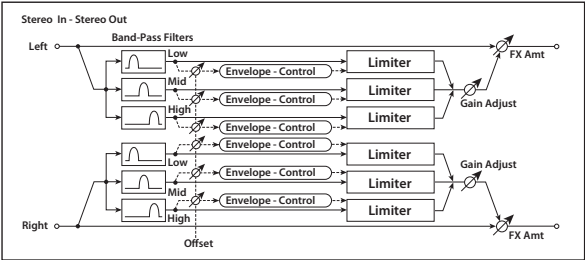 Stereo In - Stereo Out
Band-Pass Filters
Left
FX Amt
Low
Limiter
Envelope - Control
Mid
Limiter
Envelope - Control
Gain Adjust
High
Limiter
Envelope - Control
Envelope - Control
Low
Limiter
Gain Adjust
Envelope - Control
Mid
Limiter
Envelope - Control
High
Limiter
Right
FX Amt
Offset